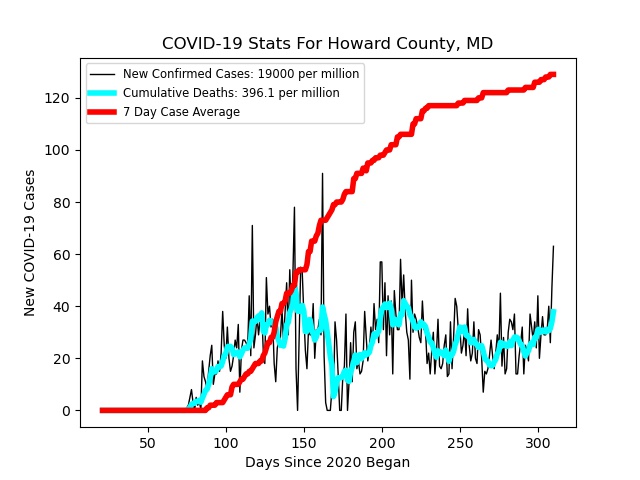 COVID-19 Stats For Howard County, MD
New Confirmed Cases: 19000 per million
Cumulative Deaths: 396.1 per million
7 Day Case Average
New COVID-19 Cases
120
100
80
60
40
20
0
50 100 150 200 250 300
Days Since 2020 Began